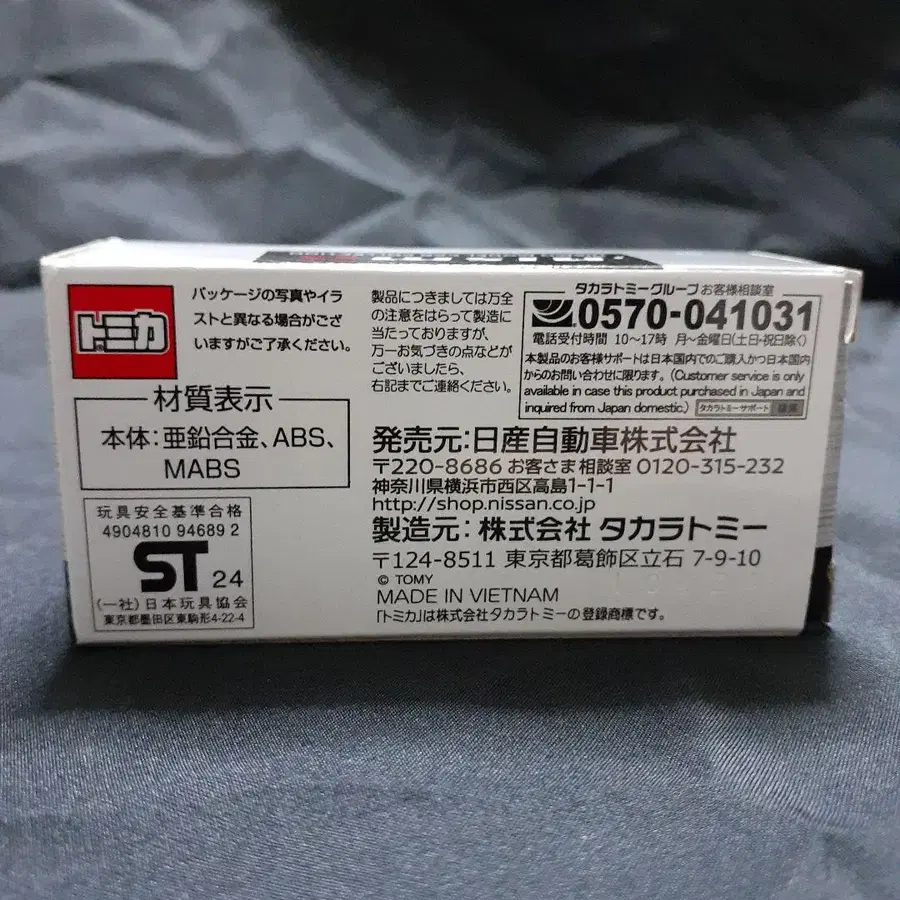 トミカ
パッケージの写真やイラ
ストと異なる場合がござ
いますがご了承ください。
材質表示
本体：亜鉛合金、ABS、
MABS
玩具安全基準合格
4904810 94689 2
ST 24
(一社)日本玩具協会
東京都墨田区東駒形4-22-4
製品につきましては万全
の注意をはらって製造に
当たっておりますが、
万一お気づきの点などが
ございましたら、
右記までご連絡ください。
タカラトミーグループお客様相談室
0570-041031
電話受付時間 10〜17時 月〜金曜日(土日・祝日除く)
本製品のお客様サポートは日本国内でのご購入かつ日本国内
からのお問い合わせに限ります。(Customer service is only
available in case this product purchased in Japan and
inquired from Japan domestic.) タカラトミーサポート 検索
発売元：日産自動車株式会社
〒220-8686 お客さま相談室 0120-315-232
神奈川県横浜市西区高島1-1-1
http://shop.nissan.co.jp
製造元：株式会社 タカラトミー
〒124-8511 東京都葛飾区立石 7-9-10
© TOMY
MADE IN VIETNAM
「トミカ」は株式会社タカラトミーの登録商標です。